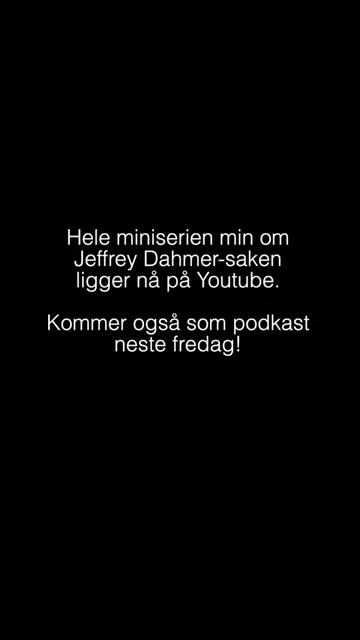 Hele miniserien min om
Jeffrey Dahmer-saken
ligger nå på Youtube.
Kommer også som podkast
neste fredag!